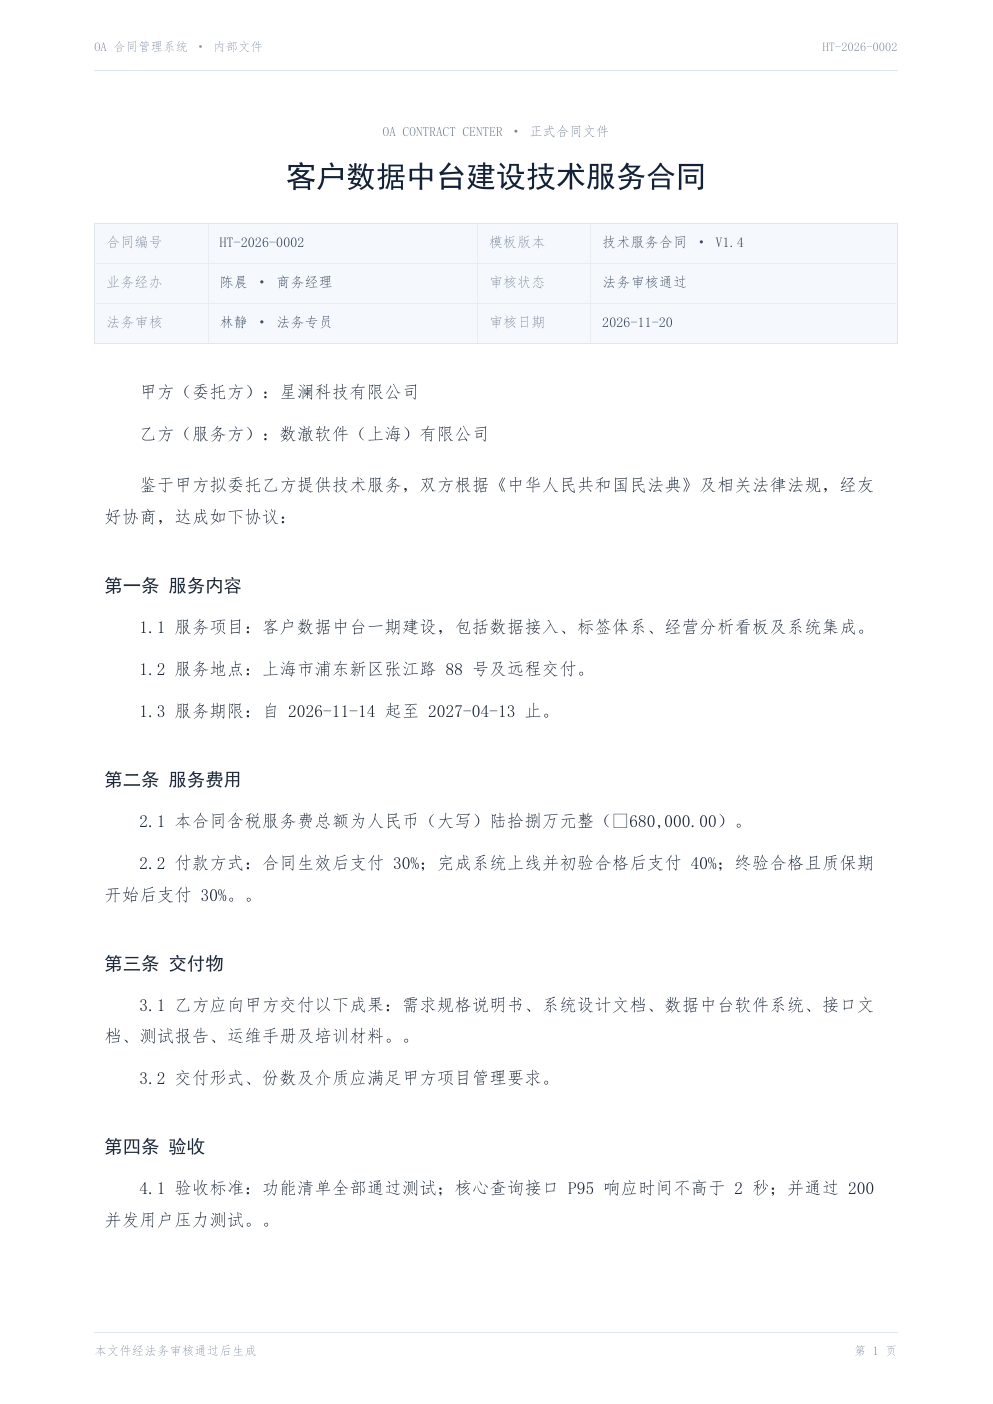 OA 合同管理系统 • 内部文件 HT-2026-0002
OA CONTRACT CENTER • 正式合同文件
客户数据中台建设技术服务合同
合同编号 HT-2026-0002 模板版本 技术服务合同 • V1.4
业务经办 陈晨 • 商务经理 审核状态 法务审核通过
法务审核 林静 • 法务专员 审核日期 2026-11-20
甲方（委托方）：星澜科技有限公司
乙方（服务方）：数澈软件（上海）有限公司
鉴于甲方拟委托乙方提供技术服务，双方根据《中华人民共和国民法典》及相关法律法规，经友
好协商，达成如下协议：
第一条 服务内容
1.1 服务项目：客户数据中台一期建设，包括数据接入、标签体系、经营分析看板及系统集成。
1.2 服务地点：上海市浦东新区张江路 88 号及远程交付。
1.3 服务期限：自 2026-11-14 起至 2027-04-13 止。
第二条 服务费用
2.1 本合同含税服务费总额为人民币（大写）陆拾捌万元整（□680,000.00）。
2.2 付款方式：合同生效后支付 30%；完成系统上线并初验合格后支付 40%；终验合格且质保期
开始后支付 30%。。
第三条 交付物
3.1 乙方应向甲方交付以下成果：需求规格说明书、系统设计文档、数据中台软件系统、接口文
档、测试报告、运维手册及培训材料。。
3.2 交付形式、份数及介质应满足甲方项目管理要求。
第四条 验收
4.1 验收标准：功能清单全部通过测试；核心查询接口 P95 响应时间不高于 2 秒；并通过 200
并发用户压力测试。。
本文件经法务审核通过后生成 第 1 页